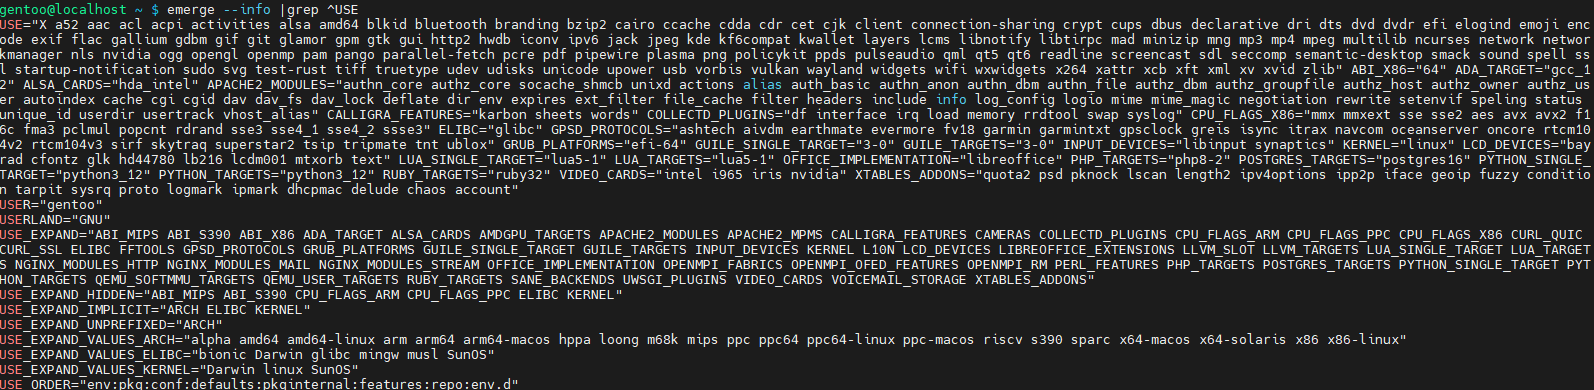 gentoo@localhost ~ $ emerge --info |grep ^USE
USE="X a52 aac acl acpi activities alsa amd64 blkid bluetooth branding bzip2 cairo ccache cdda cdr cet cjk client connection-sharing crypt cups dbus declarative dri dts dvd dvdr efi elogind emoji enc
ode exif flac gallium gdbm gif git glamor gpm gtk gui http2 hwdb iconv ipv6 jack jpeg kde kf6compat kwallet layers lcms libnotify libtirpc mad minizip mng mp3 mp4 mpeg multilib ncurses network networ
kmanager nls nvidia ogg opengl openmp pam pango parallel-fetch pcre pdf pipewire plasma png policykit ppds pulseaudio qml qt5 qt6 readline screencast sdl seccomp semantic-desktop smack sound spell ss
l startup-notification sudo svg test-rust tiff truetype udev udisks unicode upower usb vorbis vulkan wayland widgets wifi wxwidgets x264 xattr xcb xft xml xv xvid zlib" ABI_X86="64" ADA_TARGET="gcc_1
2" ALSA_CARDS="hda_intel" APACHE2_MODULES="authn_core authz_core socache_shmcb unixd actions alias auth_basic authn_anon authn_dbm authn_file authz_dbm authz_groupfile authz_host authz_owner authz_us
er autoindex cache cgi cgid dav dav_fs dav_lock deflate dir env expires ext_filter file_cache filter headers include info log_config logio mime mime_magic negotiation rewrite setenvif speling status
unique_id userdir usertrack vhost_alias" CALLIGRA_FEATURES="karbon sheets words" COLLECTD_PLUGINS="df interface irq load memory rrdtool swap syslog" CPU_FLAGS_X86="mmx mmxext sse sse2 aes avx avx2 f1
6c fma3 pclmul popcnt rdrand sse3 sse4_1 sse4_2 ssse3" ELIBC="glibc" GPSD_PROTOCOLS="ashtech aivdm earthmate evermore fv18 garmin garmintxt gpsclock greis isync itrax navcom oceanserver oncore rtcm10
4v2 rtcm104v3 sirf skytraq superstar2 tsip tripmate tnt ublox" GRUB_PLATFORMS="efi-64" GUILE_SINGLE_TARGET="3-0" GUILE_TARGETS="3-0" INPUT_DEVICES="libinput synaptics" KERNEL="linux" LCD_DEVICES="bay
rad cfontz glk hd44780 lb216 lcdm001 mtxorb text" LUA_SINGLE_TARGET="lua5-1" LUA_TARGETS="lua5-1" OFFICE_IMPLEMENTATION="libreoffice" PHP_TARGETS="php8-2" POSTGRES_TARGETS="postgres16" PYTHON_SINGLE_
TARGET="python3_12" PYTHON_TARGETS="python3_12" RUBY_TARGETS="ruby32" VIDEO_CARDS="intel i965 iris nvidia" XTABLES_ADDONS="quota2 psd pknock lscan length2 ipv4options ipp2p iface geoip fuzzy conditio
n tarpit sysrq proto logmark ipmark dhcpmac delude chaos account"
USER="gentoo"
USERLAND="GNU"
USE_EXPAND="ABI_MIPS ABI_S390 ABI_X86 ADA_TARGET ALSA_CARDS AMDGPU_TARGETS APACHE2_MODULES APACHE2_MPMS CALLIGRA_FEATURES CAMERAS COLLECTD_PLUGINS CPU_FLAGS_ARM CPU_FLAGS_PPC CPU_FLAGS_X86 CURL_QUIC
CURL_SSL ELIBC FFTOOLS GPSD_PROTOCOLS GRUB_PLATFORMS GUILE_SINGLE_TARGET GUILE_TARGETS INPUT_DEVICES KERNEL L10N LCD_DEVICES LIBREOFFICE_EXTENSIONS LLVM_SLOT LLVM_TARGETS LUA_SINGLE_TARGET LUA_TARGET
S NGINX_MODULES_HTTP NGINX_MODULES_MAIL NGINX_MODULES_STREAM OFFICE_IMPLEMENTATION OPENMPI_FABRICS OPENMPI_OFED_FEATURES OPENMPI_RM PERL_FEATURES PHP_TARGETS POSTGRES_TARGETS PYTHON_SINGLE_TARGET PYT
HON_TARGETS QEMU_SOFTMMU_TARGETS QEMU_USER_TARGETS RUBY_TARGETS SANE_BACKENDS UWSGI_PLUGINS VIDEO_CARDS VOICEMAIL_STORAGE XTABLES_ADDONS"
USE_EXPAND_HIDDEN="ABI_MIPS ABI_S390 CPU_FLAGS_ARM CPU_FLAGS_PPC ELIBC KERNEL"
USE_EXPAND_IMPLICIT="ARCH ELIBC KERNEL"
USE_EXPAND_UNPREFIXED="ARCH"
USE_EXPAND_VALUES_ARCH="alpha amd64 amd64-linux arm arm64 arm64-macos hppa loong m68k mips ppc ppc64 ppc64-linux ppc-macos riscv s390 sparc x64-macos x64-solaris x86 x86-linux"
USE_EXPAND_VALUES_ELIBC="bionic Darwin glibc mingw musl SunOS"
USE_EXPAND_VALUES_KERNEL="Darwin linux SunOS"
USE_ORDER="env:pkg:conf:defaults:pkginternal:features:repo:env.d"